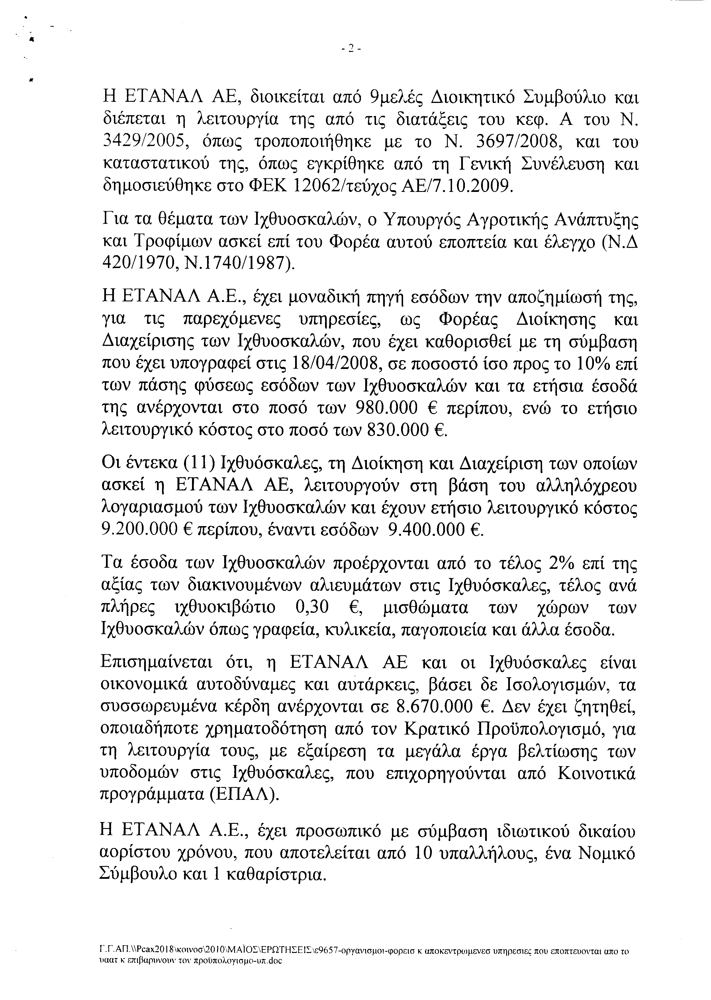 - 2 -
Η ΕΤΑΝΑΛ ΑΕ, διοικείται από 9μελές Διοικητικό Συμβούλιο και
διέπεται η λειτουργία της από τις διατάξεις του κεφ. Α του Ν.
3429/2005, όπως τροποποιήθηκε με το Ν. 3697/2008, και του
καταστατικού της, όπως εγκρίθηκε από τη Γενική Συνέλευση και
δημοσιεύθηκε στο ΦΕΚ 12062/τεύχος ΑΕ/7.10.2009.
Για τα θέματα των Ιχθυοσκαλών, ο Υπουργός Αγροτικής Ανάπτυξης
και Τροφίμων ασκεί επί του Φορέα αυτού εποπτεία και έλεγχο (Ν.Δ
420/1970, Ν.1740/1987).
Η ΕΤΑΝΑΛ Α.Ε., έχει μοναδική πηγή εσόδων την αποζημίωσή της,
για τις παρεχόμενες υπηρεσίες, ως Φορέας Διοίκησης και
Διαχείρισης των Ιχθυοσκαλών, που έχει καθορισθεί με τη σύμβαση
που έχει υπογραφεί στις 18/04/2008, σε ποσοστό ίσο προς το 10% επί
των πάσης φύσεως εσόδων των Ιχθυοσκαλών και τα ετήσια έσοδά
της ανέρχονται στο ποσό των 980.000 € περίπου, ενώ το ετήσιο
λειτουργικό κόστος στο ποσό των 830.000 €.
Οι έντεκα (11) Ιχθυόσκαλες, τη Διοίκηση και Διαχείριση των οποίων
ασκεί η ΕΤΑΝΑΛ ΑΕ, λειτουργούν στη βάση του αλληλόχρεου
λογαριασμού των Ιχθυοσκαλών και έχουν ετήσιο λειτουργικό κόστος
9.200.000 € περίπου, έναντι εσόδων 9.400.000 €.
Τα έσοδα των Ιχθυοσκαλών προέρχονται από το τέλος 2% επί της
αξίας των διακινουμένων αλιευμάτων στις Ιχθυόσκαλες, τέλος ανά
πλήρες ιχθυοκιβώτιο 0,30 €, μισθώματα των χώρων των
Ιχθυοσκαλών όπως γραφεία, κυλικεία, παγοποιεία και άλλα έσοδα.
Επισημαίνεται ότι, η ΕΤΑΝΑΛ ΑΕ και οι Ιχθυόσκαλες είναι
οικονομικά αυτοδύναμες και αυτάρκεις, βάσει δε Ισολογισμών, τα
συσσωρευμένα κέρδη ανέρχονται σε 8.670.000 €. Δεν έχει ζητηθεί,
οποιαδήποτε χρηματοδότηση από τον Κρατικό Προϋπολογισμό, για
τη λειτουργία τους, με εξαίρεση τα μεγάλα έργα βελτίωσης των
υποδομών στις Ιχθυόσκαλες, που επιχορηγούνται από Κοινοτικά
προγράμματα (ΕΠΑΛ).
Η ΕΤΑΝΑΛ Α.Ε., έχει προσωπικό με σύμβαση ιδιωτικού δικαίου
αορίστου χρόνου, που αποτελείται από 10 υπαλλήλους, ένα Νομικό
Σύμβουλο και 1 καθαρίστρια.
Γ.Γ.ΑΠ.\\Pcax2018\κοινοσ\2010\ΜΑΪΟΣ\ΕΡΩΤΗΣΕΙΣ\ε9657-οργανισμοι-φορεισ κ αποκεντρωμενεσ υπηρεσιες που εποπτευονται απο το
υαατ κ επιβαρυνουν τον προϋπολογισμο-υπ.doc